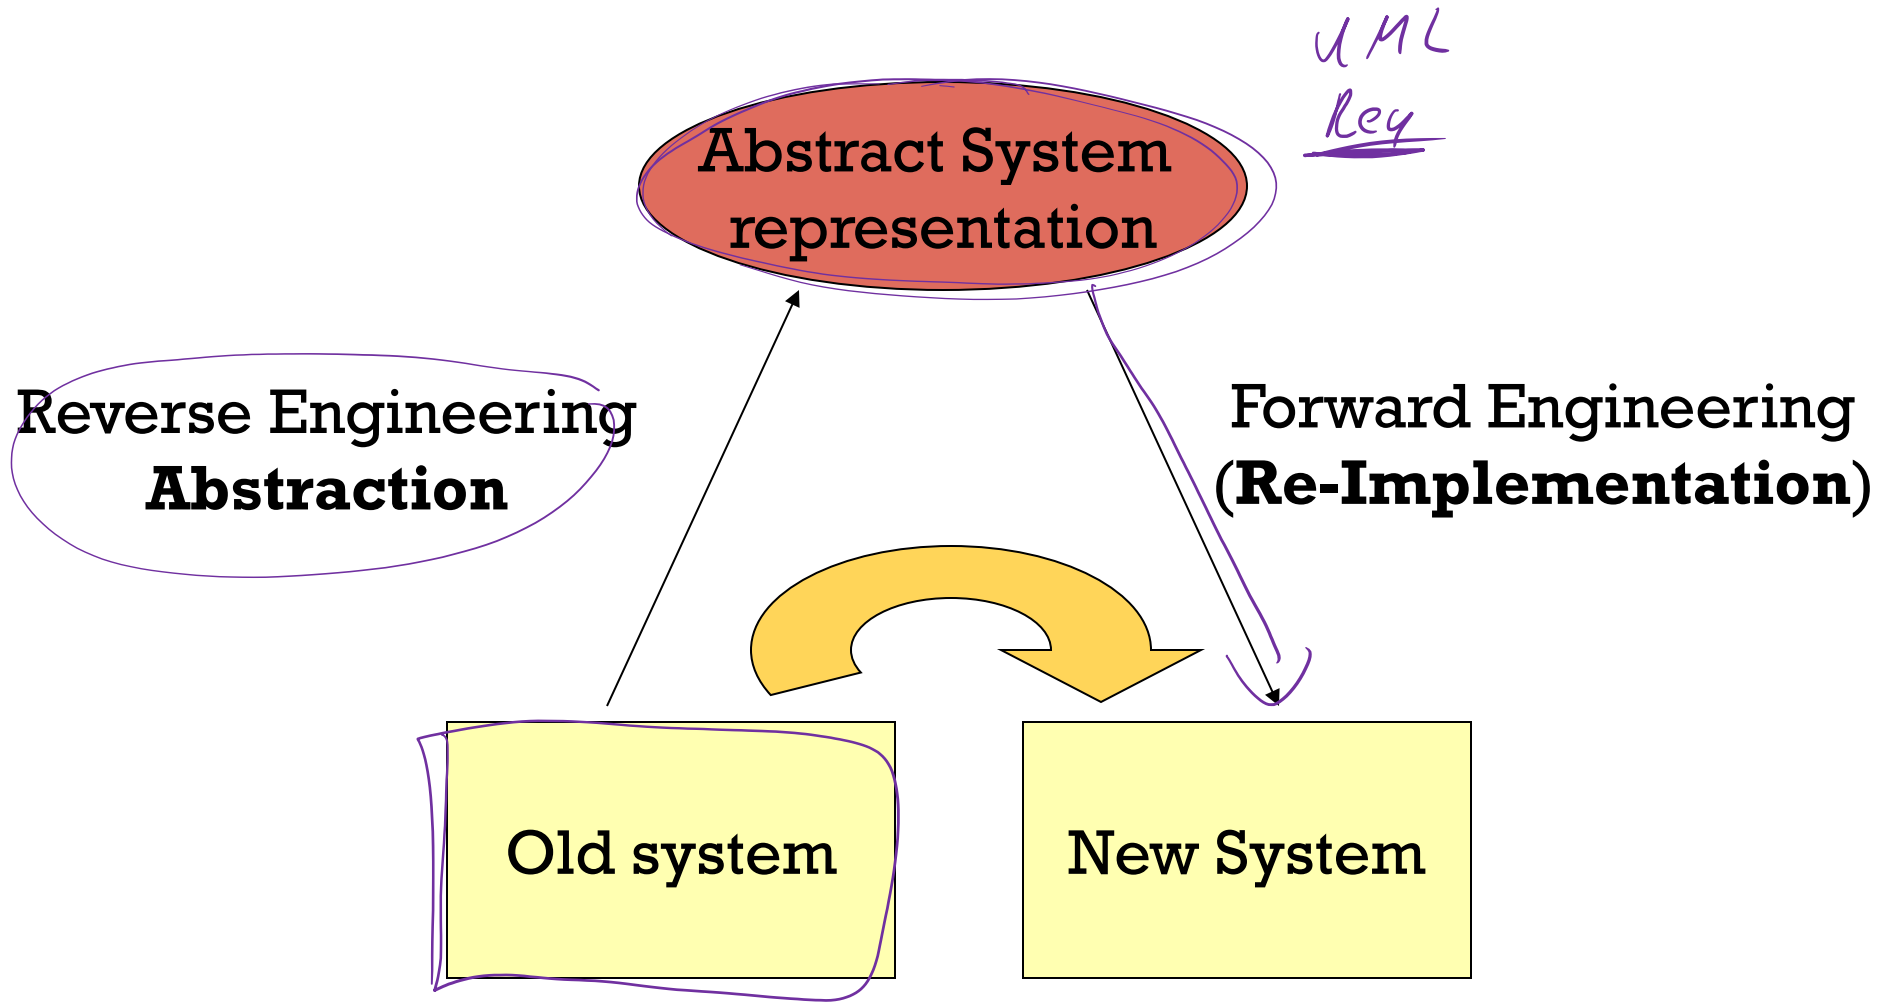 UML
Req
Abstract System
representation
Reverse Engineering
Abstraction
Forward Engineering
(Re-Implementation)
Old system
New System